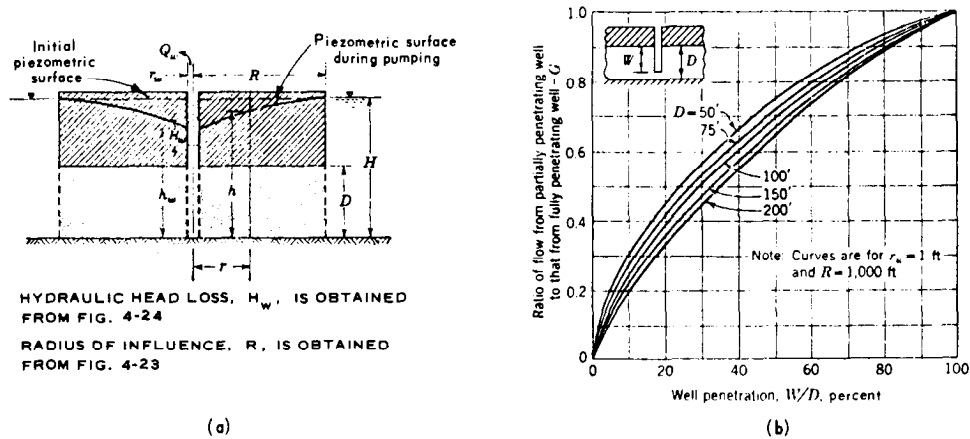 Initial
piezometric
surface
Q_w
r_w
R
Piezometric surface
during pumping
H_w
h_w
h
H
D
r
HYDRAULIC HEAD LOSS, H_w, IS OBTAINED
FROM FIG. 4-24
RADIUS OF INFLUENCE, R, IS OBTAINED
FROM FIG. 4-23
(a)
Ratio of flow from partially penetrating well
to that from fully penetrating well - G
1.0
0.8
0.6
0.4
0.2
0
W
D
D = 50'
75'
100'
150'
200'
Note: Curves are for r_w = 1 ft
and R = 1,000 ft
0 20 40 60 80 100
Well penetration, W/D, percent
(b)